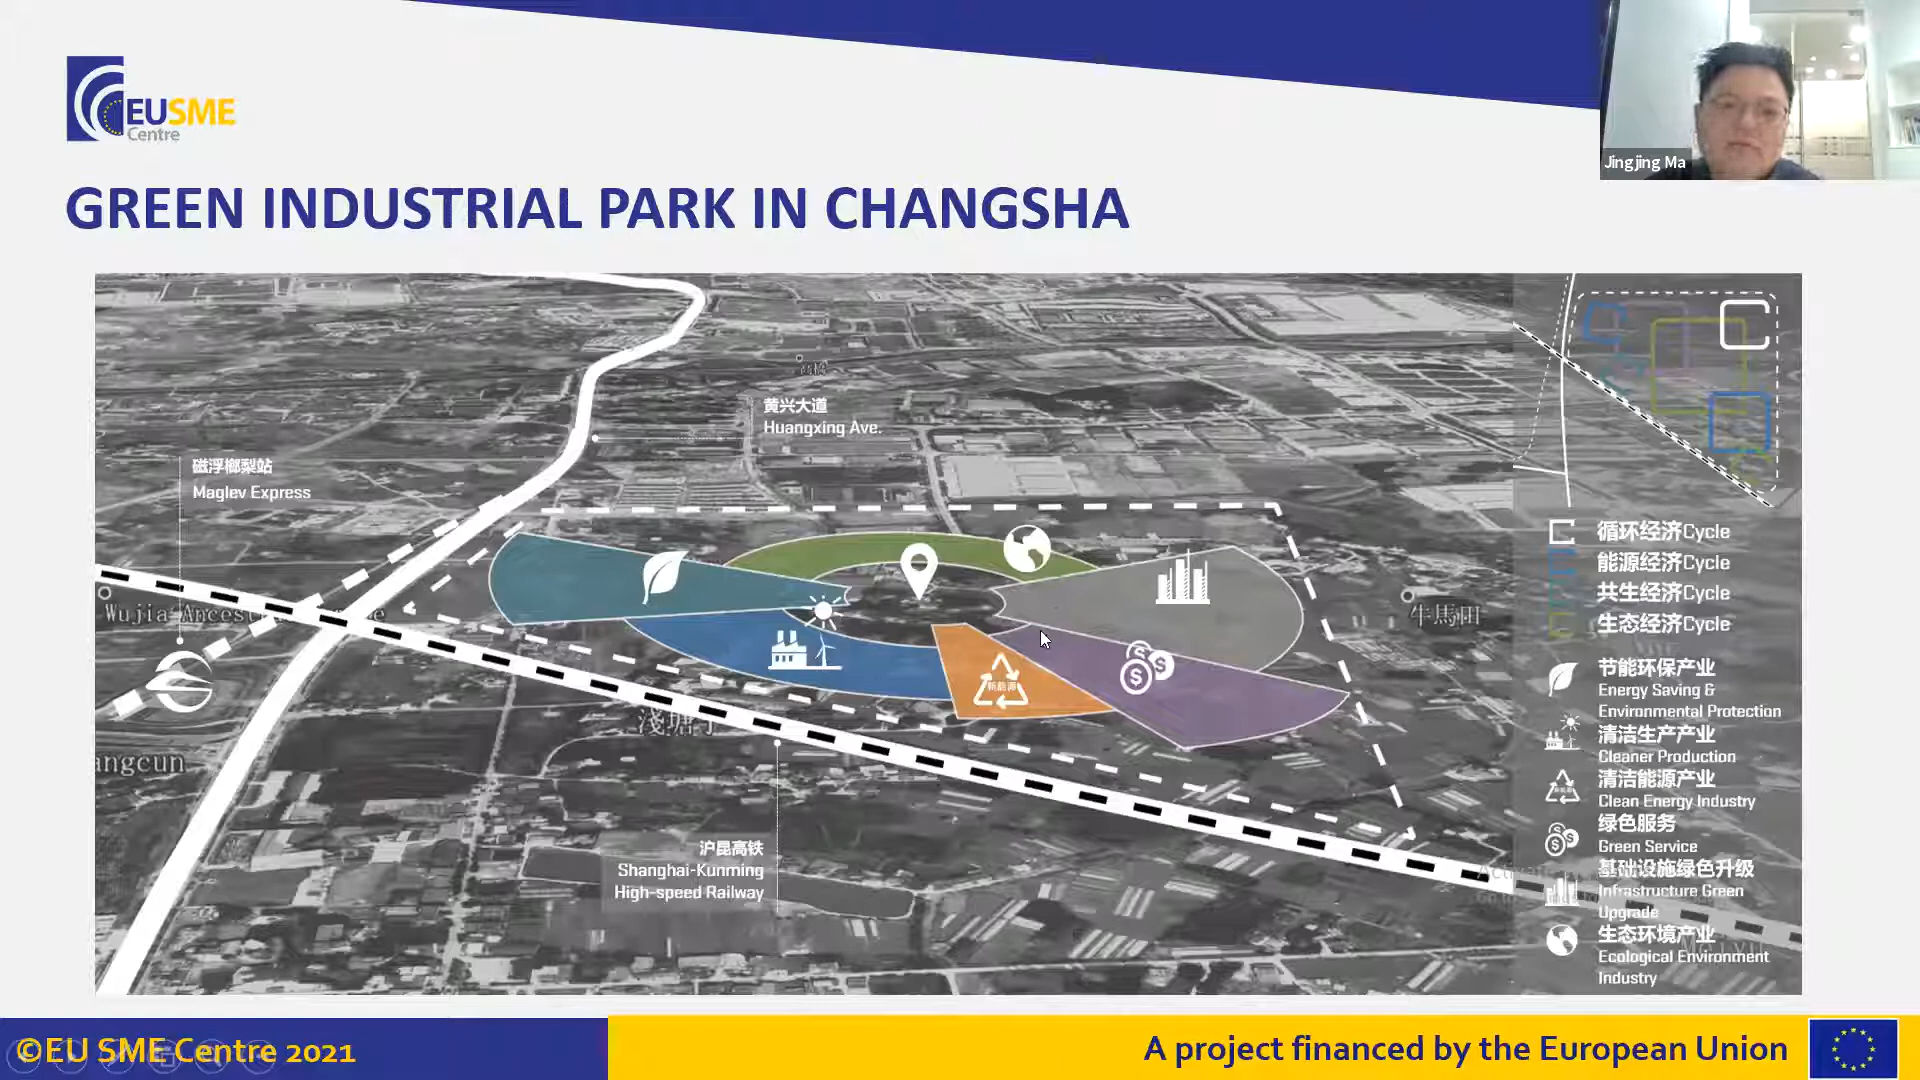 EUSME
Centre
Jingjing Ma
GREEN INDUSTRIAL PARK IN CHANGSHA
黄兴大道
Huangxing Ave.
磁浮榔梨站
Maglev Express
Wujia Ancest
牛馬田
angcun
新能源
沪昆高铁
Shanghai-Kunming
High-speed Railway
循环经济Cycle
能源经济Cycle
共生经济Cycle
生态经济Cycle
节能环保产业
Energy Saving &
Environmental Protection
清洁生产产业
Cleaner Production
清洁能源产业
Clean Energy Industry
绿色服务
Green Service
基础设施绿色升级
Infrastructure Green
Upgrade
生态环境产业
Ecological Environment
Industry
©EU SME Centre 2021
A project financed by the European Union